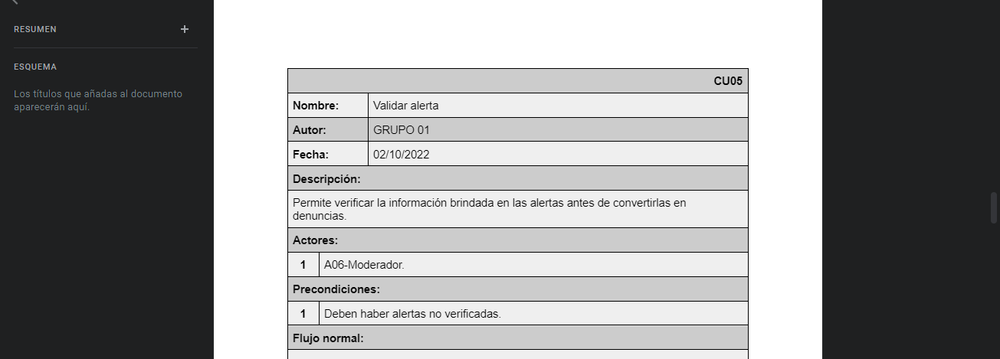 RESUMEN
ESQUEMA
Los títulos que añadas al documento
aparecerán aquí.
CU05
Nombre: Validar alerta
Autor: GRUPO 01
Fecha: 02/10/2022
Descripción:
Permite verificar la información brindada en las alertas antes de convertirlas en
denuncias.
Actores:
1 A06-Moderador.
Precondiciones:
1 Deben haber alertas no verificadas.
Flujo normal: